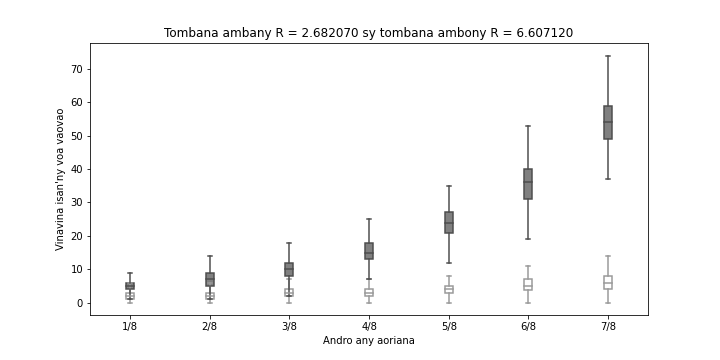 Tombana ambany R = 2.682070 sy tombana ambony R = 6.607120
Vinavina isan'ny voa vaovao
70
60
50
40
30
20
10
0
1/8 2/8 3/8 4/8 5/8 6/8 7/8
Andro any aoriana